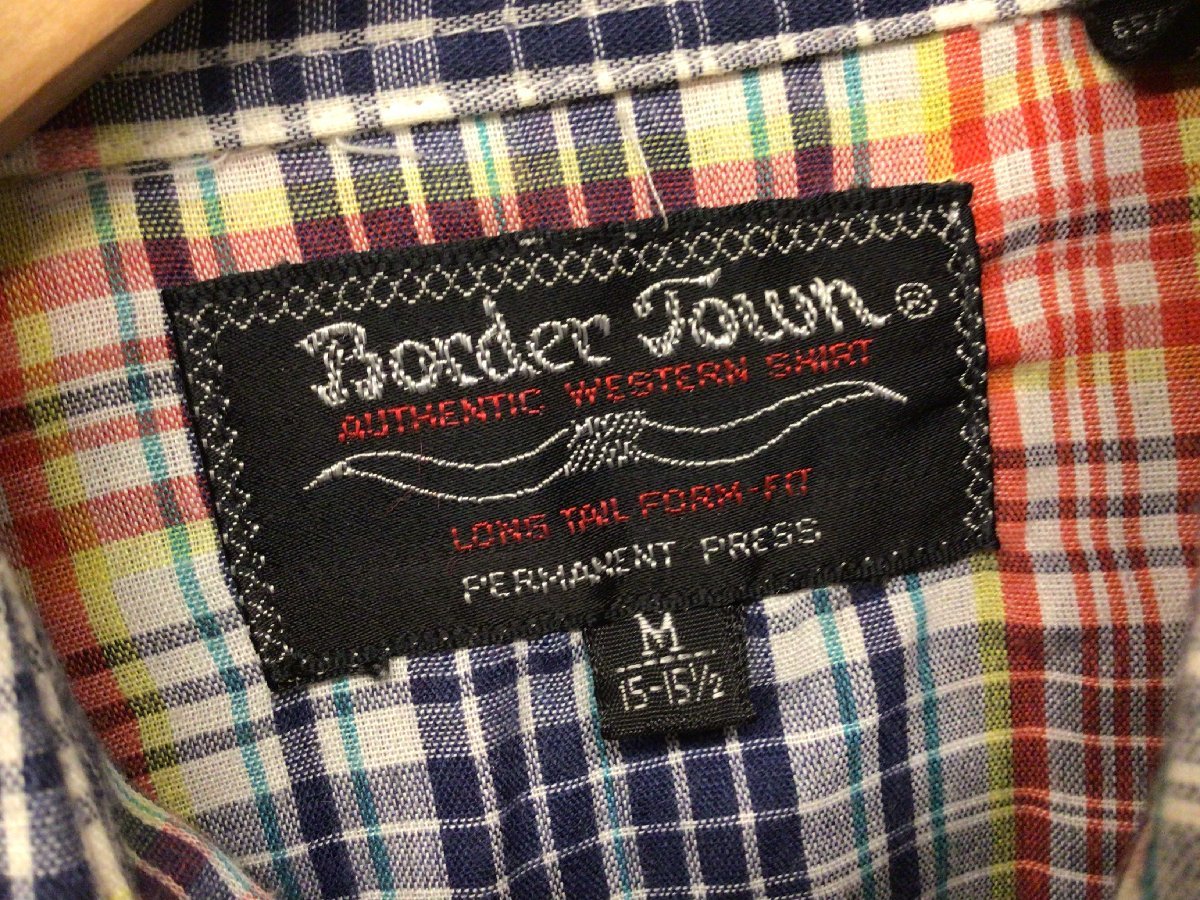 Border Town ®
AUTHENTIC WESTERN SHIRT
LONG TAIL FORM-FIT
PERMANENT PRESS
M
15-15½